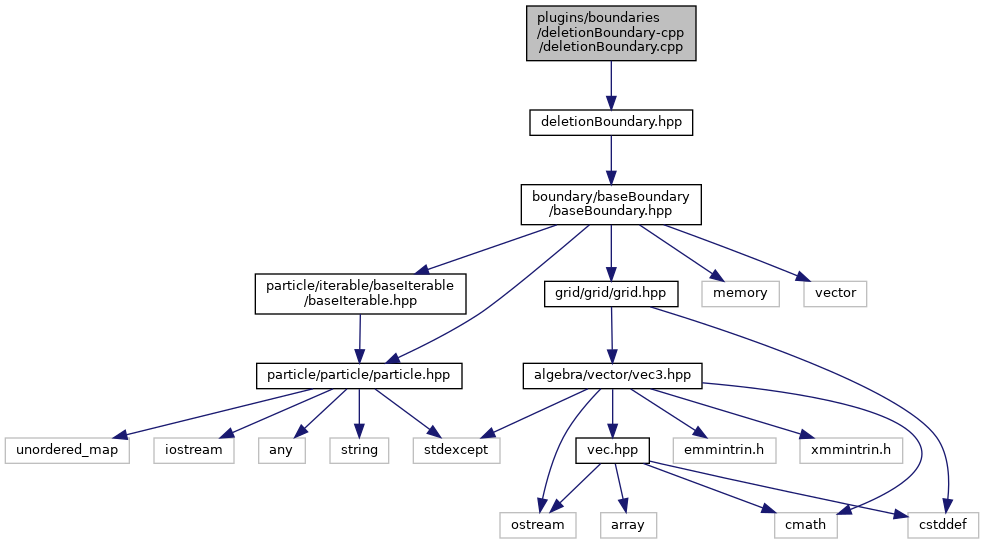 plugins/boundaries
/deletionBoundary-cpp
/deletionBoundary.cpp
deletionBoundary.hpp
boundary/baseBoundary
/baseBoundary.hpp
particle/iterable/baseIterable
/baseIterable.hpp
grid/grid/grid.hpp
memory
vector
particle/particle/particle.hpp
algebra/vector/vec3.hpp
unordered_map
iostream
any
string
stdexcept
vec.hpp
emmintrin.h
xmmintrin.h
ostream
array
cmath
cstddef